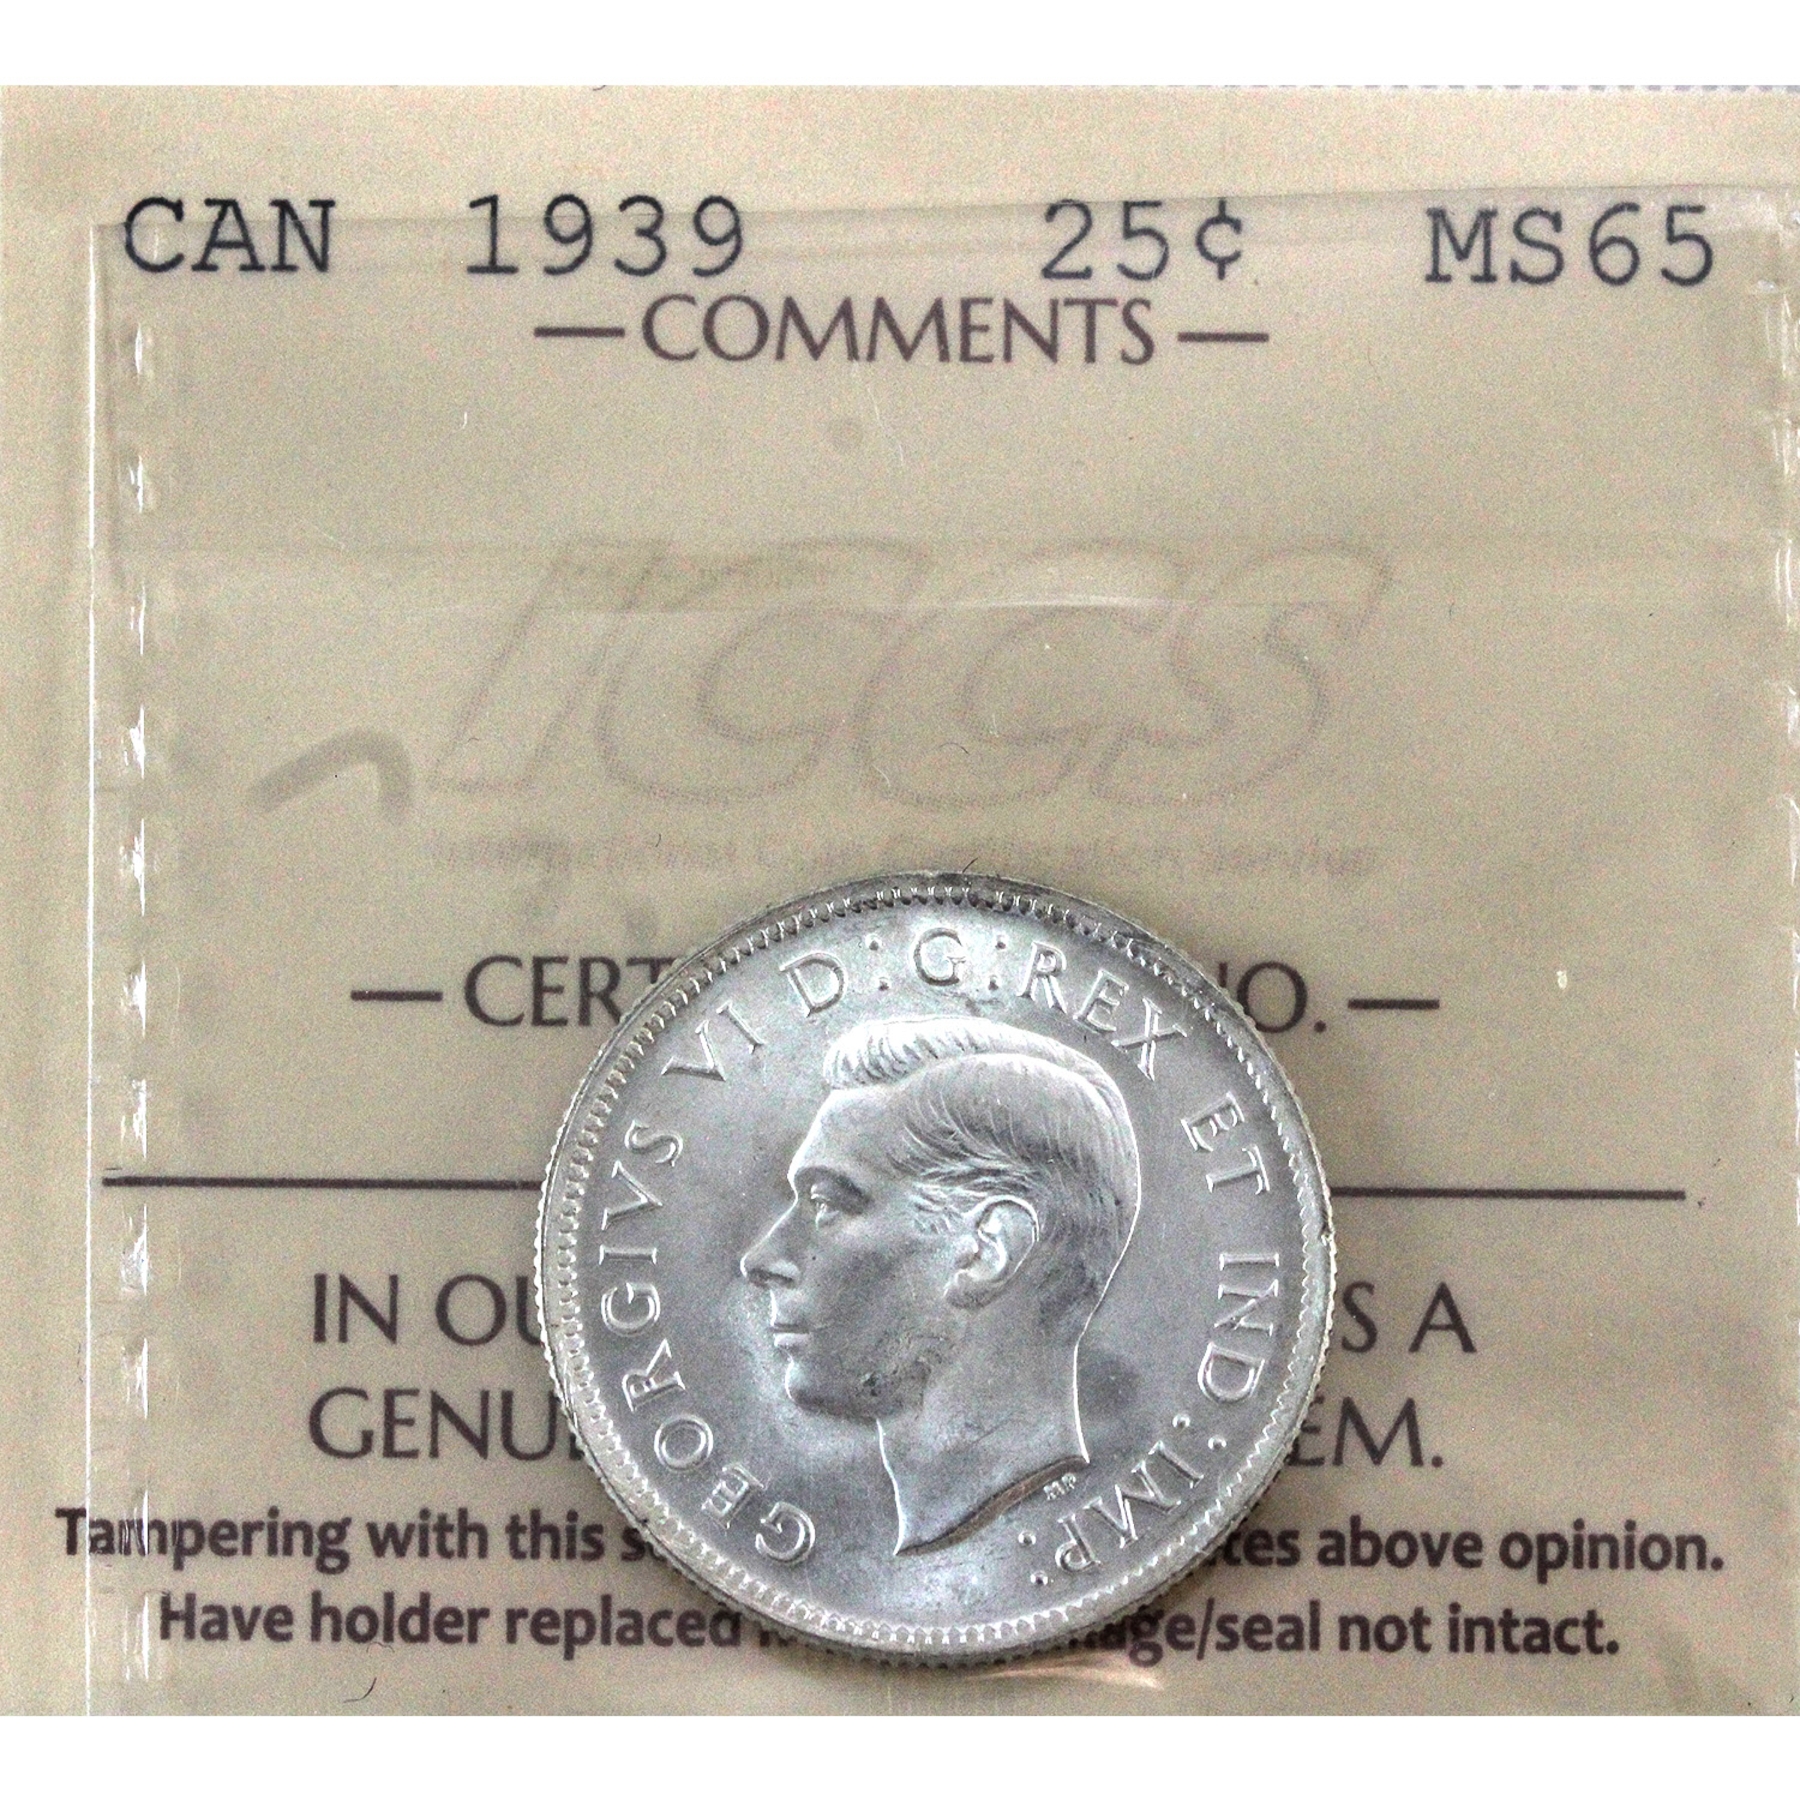 CAN 1939 25¢ MS65
— COMMENTS —
ICCS
— CERT NO. —
GEORGIVS VI D:G:REX ET IND:IMP:
HP
IN OU S A
GENU EM.
Tampering with this s tes above opinion.
Have holder replaced age/seal not intact.